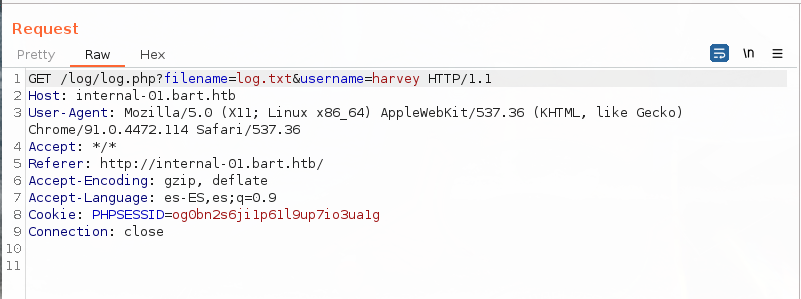 Request
Pretty Raw Hex \n ≡
1 GET /log/log.php?filename=log.txt&username=harvey HTTP/1.1
2 Host: internal-01.bart.htb
3 User-Agent: Mozilla/5.0 (X11; Linux x86_64) AppleWebKit/537.36 (KHTML, like Gecko)
Chrome/91.0.4472.114 Safari/537.36
4 Accept: */*
5 Referer: http://internal-01.bart.htb/
6 Accept-Encoding: gzip, deflate
7 Accept-Language: es-ES,es;q=0.9
8 Cookie: PHPSESSID=og0bn2s6ji1p61l9up7io3ua1g
9 Connection: close
10
11